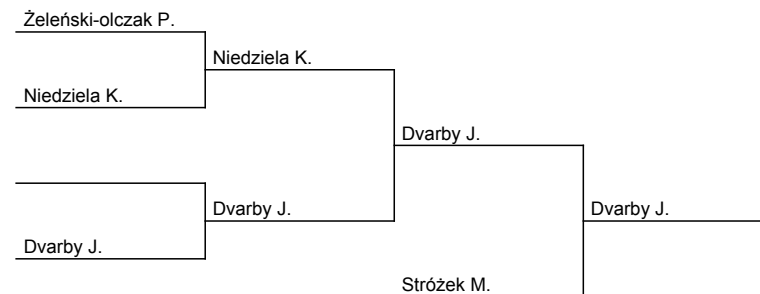 Żeleński-olczak P.
Niedziela K.
Niedziela K.
Dvarby J.
Dvarby J.
Dvarby J.
Dvarby J.
Stróżek M.